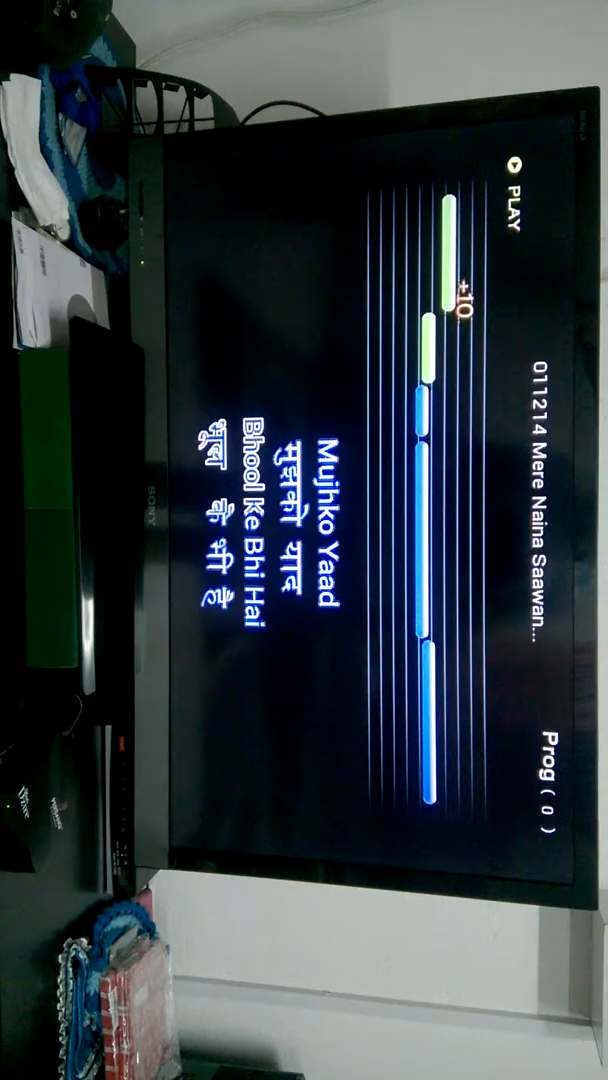 PLAY
011214 Mere Naina Saawan...
Prog ( 0 )
+10
Mujhko Yaad
मुझको याद
Bhool Ke Bhi Hai
भूल के भी है
SONY